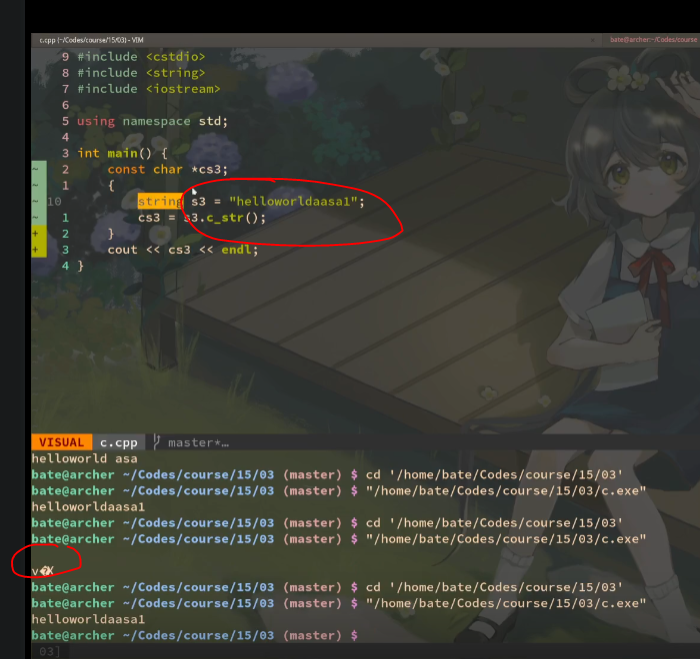 c.cpp (~/Codes/course/15/03) - VIM
bate@archer:~/Codes/course
9 #include <cstdio>
8 #include <string>
7 #include <iostream>
6
5 using namespace std;
4
3 int main() {
~ 2     const char *cs3;
~ 1     {
~ 10         string s3 = "helloworldaasa1";
~ 1         cs3 = s3.c_str();
+ 2     }
+ 3     cout << cs3 << endl;
4 }
VISUAL c.cpp master*…
helloworld asa
bate@archer ~/Codes/course/15/03 (master) $ cd '/home/bate/Codes/course/15/03'
bate@archer ~/Codes/course/15/03 (master) $ "/home/bate/Codes/course/15/03/c.exe"
helloworldaasa1
bate@archer ~/Codes/course/15/03 (master) $ cd '/home/bate/Codes/course/15/03'
bate@archer ~/Codes/course/15/03 (master) $ "/home/bate/Codes/course/15/03/c.exe"
v�X
bate@archer ~/Codes/course/15/03 (master) $ cd '/home/bate/Codes/course/15/03'
bate@archer ~/Codes/course/15/03 (master) $ "/home/bate/Codes/course/15/03/c.exe"
helloworldaasa1
bate@archer ~/Codes/course/15/03 (master) $
03]